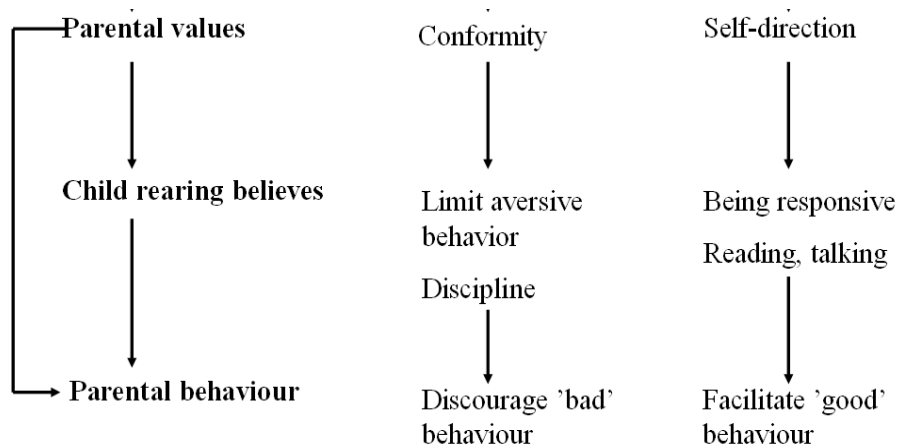 Parental values
Conformity
Self-direction
Child rearing believes
Limit aversive
behavior
Discipline
Being responsive
Reading, talking
Parental behaviour
Discourage ’bad’
behaviour
Facilitate ’good’
behaviour